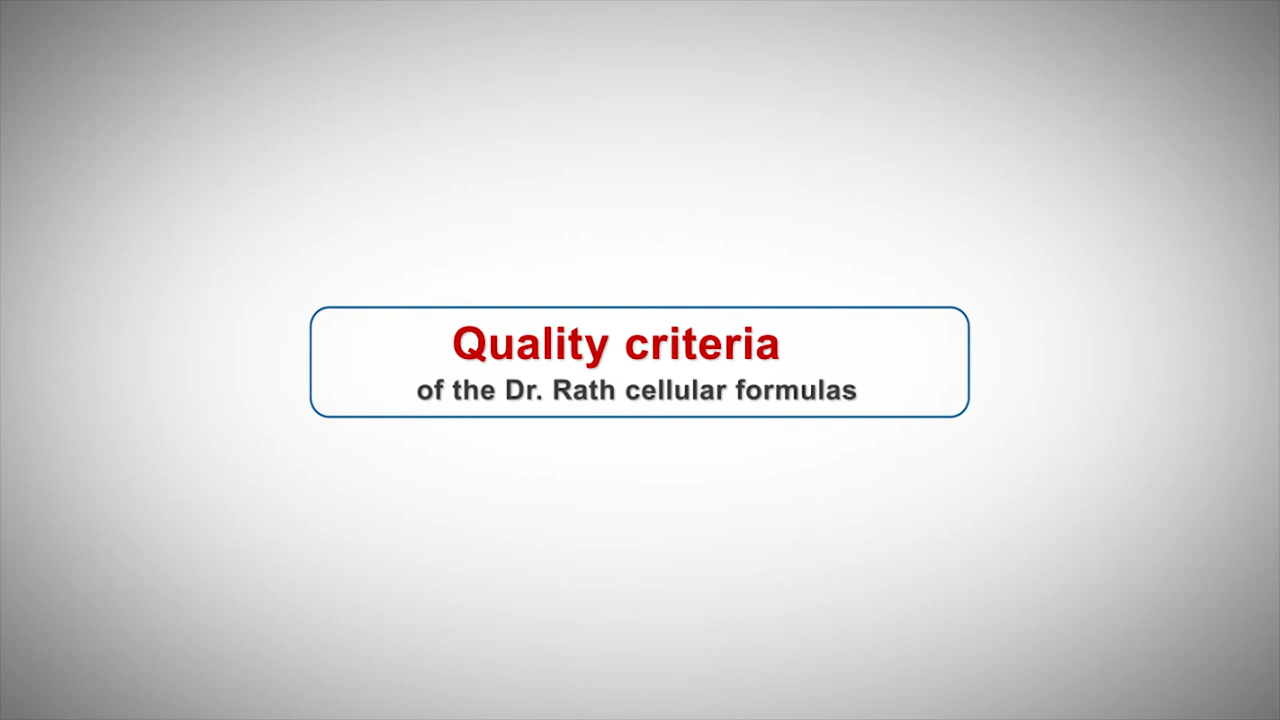 Quality criteria
of the Dr. Rath cellular formulas